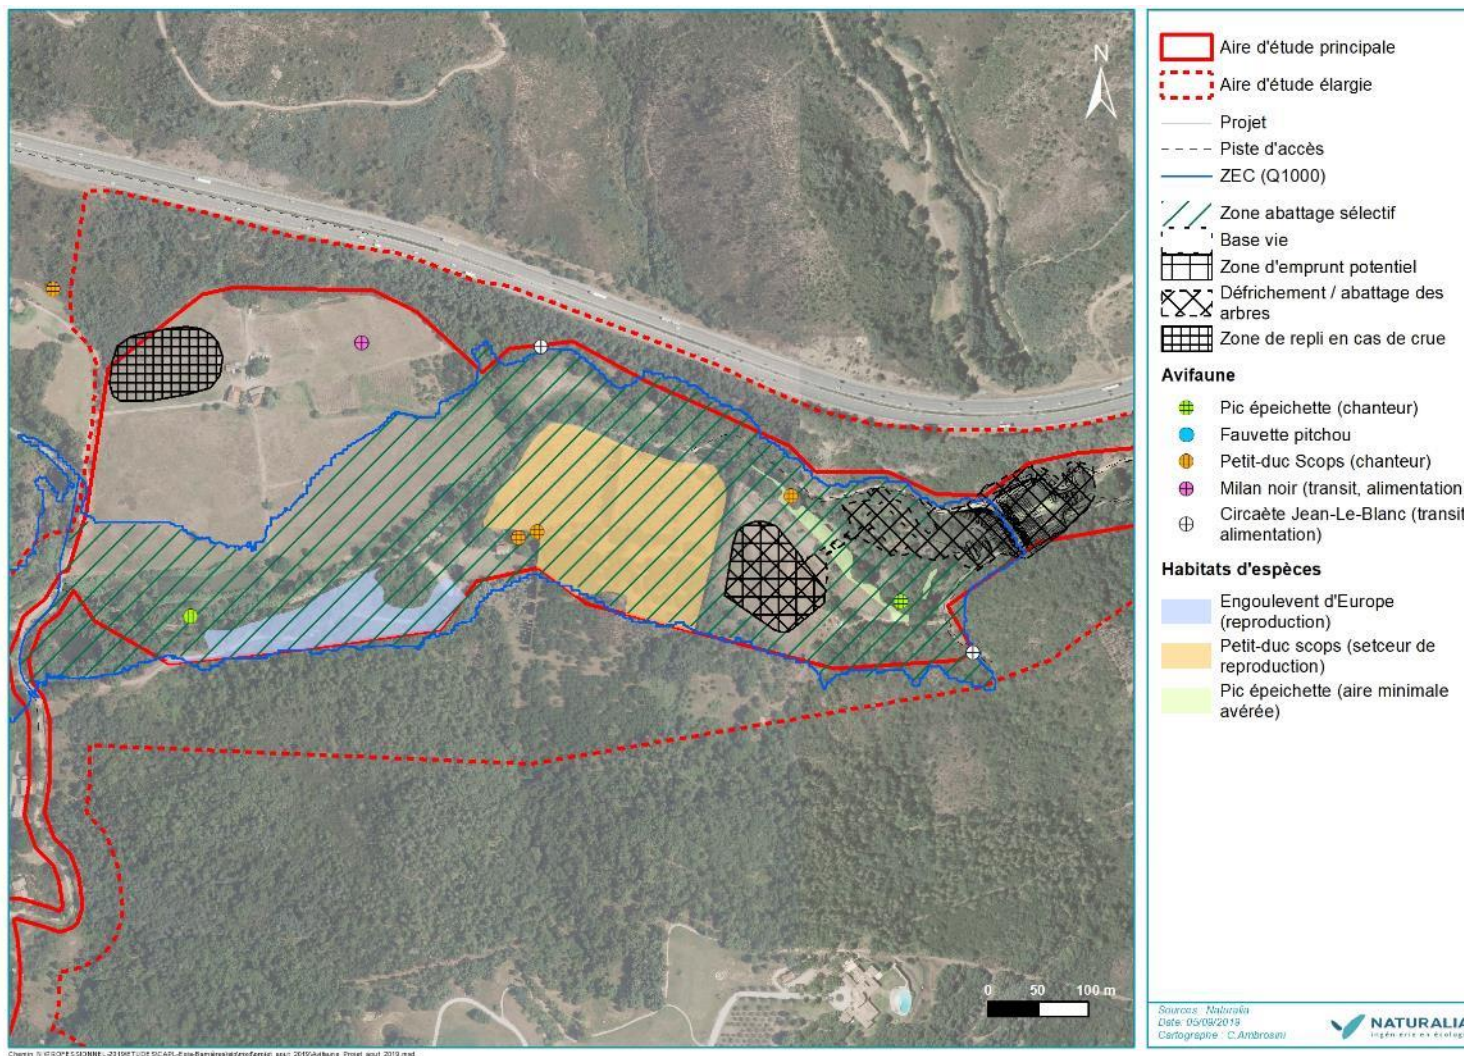 N
0 50 100 m
Aire d'étude principale
Aire d'étude élargie
Projet
Piste d'accès
ZEC (Q1000)
Zone abattage sélectif
Base vie
Zone d'emprunt potentiel
Défrichement / abattage des
arbres
Zone de repli en cas de crue
Avifaune
Pic épeichette (chanteur)
Fauvette pitchou
Petit-duc Scops (chanteur)
Milan noir (transit, alimentation
Circaète Jean-Le-Blanc (transit
alimentation)
Habitats d'espèces
Engoulevent d'Europe
(reproduction)
Petit-duc scops (setceur de
reproduction)
Pic épeichette (aire minimale
avérée)
Sources : Naturalia
Date: 05/09/2019
Cartographe : C.Ambrosini
NATURALIA
ingénierie en écologi